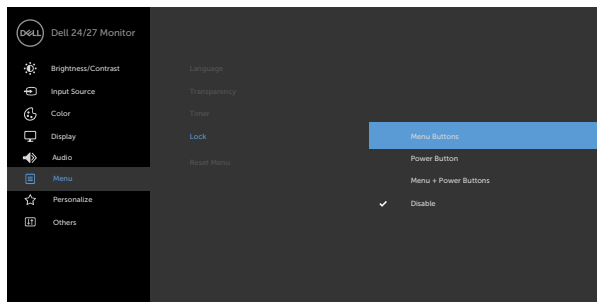 DELL
Dell 24/27 Monitor
Brightness/Contrast
Input Source
Color
Display
Audio
Menu
Personalize
Others
Language
Transparency
Timer
Lock
Reset Menu
Menu Buttons
Power Button
Menu + Power Buttons
Disable